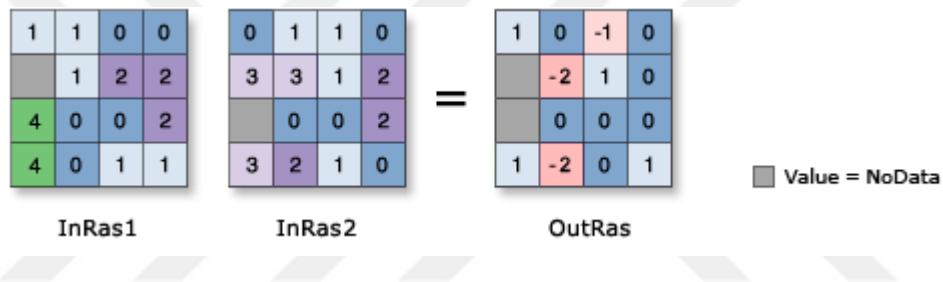 1 1 0 0 0 1 1 0 1 0 -1 0
1 2 2 3 3 1 2 = -2 1 0
4 0 0 2 0 0 2 0 0 0
4 0 1 1 3 2 1 0 1 -2 0 1
Value = NoData
InRas1 InRas2 OutRas